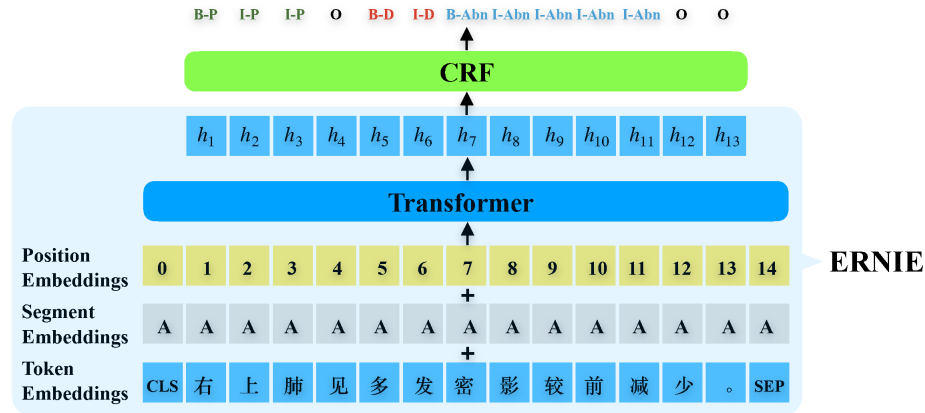 B-P I-P I-P O B-D I-D B-Abn I-Abn I-Abn I-Abn I-Abn O O
CRF
h1 h2 h3 h4 h5 h6 h7 h8 h9 h10 h11 h12 h13
Transformer
Position Embeddings 0 1 2 3 4 5 6 7 8 9 10 11 12 13 14
ERNIE
+
Segment Embeddings A A A A A A A A A A A A A A A
+
Token Embeddings CLS 右 上 肺 见 多 发 密 影 较 前 减 少 。 SEP